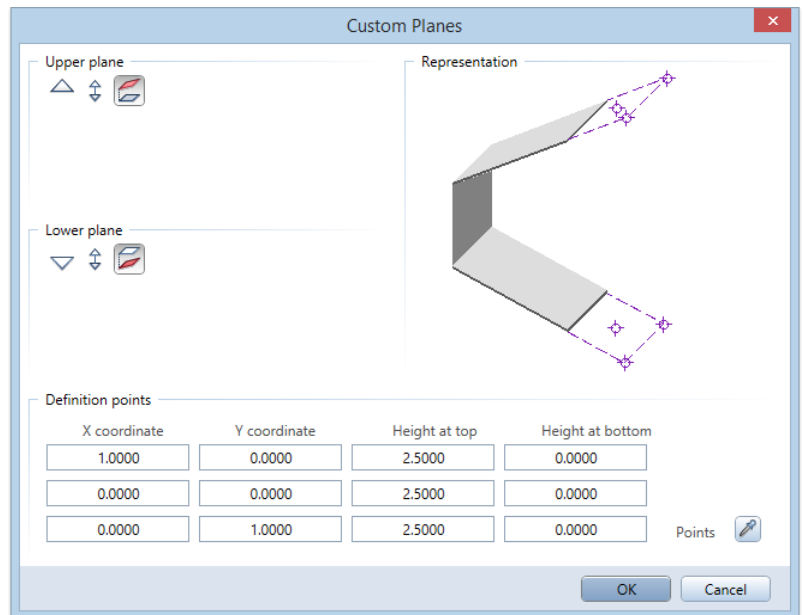 Custom Planes
Upper plane
Representation
Lower plane
Definition points
X coordinate Y coordinate Height at top Height at bottom
1.0000 0.0000 2.5000 0.0000
0.0000 0.0000 2.5000 0.0000
0.0000 1.0000 2.5000 0.0000 Points
OK Cancel